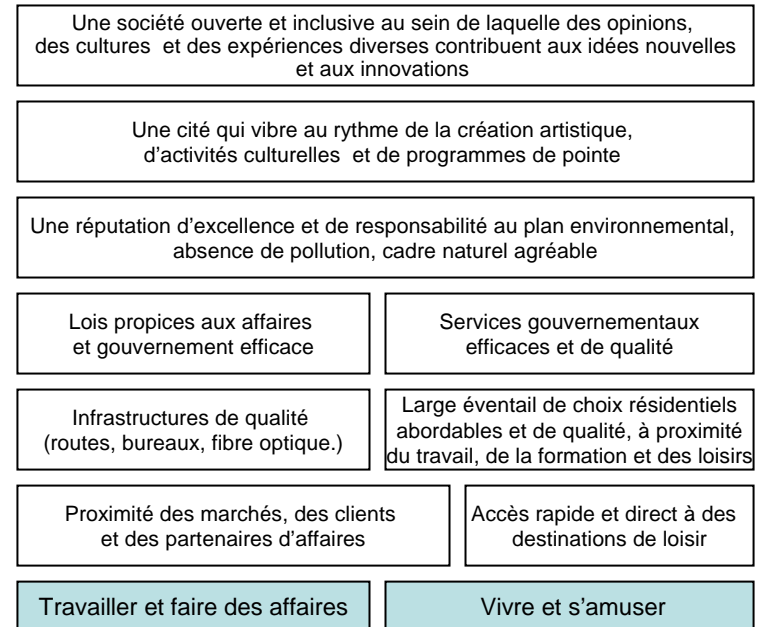 Une société ouverte et inclusive au sein de laquelle des opinions,
des cultures et des expériences diverses contribuent aux idées nouvelles
et aux innovations
Une cité qui vibre au rythme de la création artistique,
d’activités culturelles et de programmes de pointe
Une réputation d’excellence et de responsabilité au plan environnemental,
absence de pollution, cadre naturel agréable
Lois propices aux affaires
et gouvernement efficace
Services gouvernementaux
efficaces et de qualité
Infrastructures de qualité
(routes, bureaux, fibre optique.)
Large éventail de choix résidentiels
abordables et de qualité, à proximité
du travail, de la formation et des loisirs
Proximité des marchés, des clients
et des partenaires d’affaires
Accès rapide et direct à des
destinations de loisir
Travailler et faire des affaires
Vivre et s’amuser